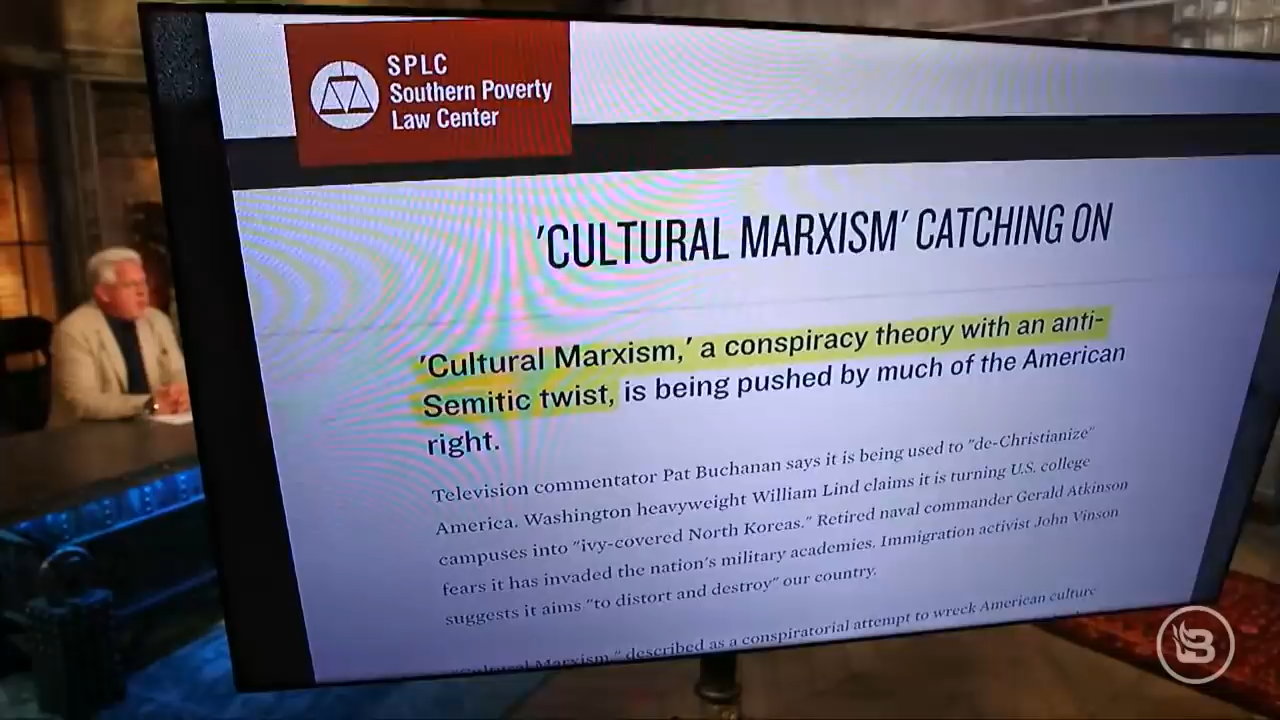 SPLC
Southern Poverty
Law Center
'CULTURAL MARXISM' CATCHING ON
'Cultural Marxism,' a conspiracy theory with an anti-
Semitic twist, is being pushed by much of the American
right.
Television commentator Pat Buchanan says it is being used to "de-Christianize"
America. Washington heavyweight William Lind claims it is turning U.S. college
campuses into "ivy-covered North Koreas." Retired naval commander Gerald Atkinson
fears it has invaded the nation's military academies. Immigration activist John Vinson
suggests it aims "to distort and destroy" our country.
"Cultural Marxism," described as a conspiratorial attempt to wreck American culture
B